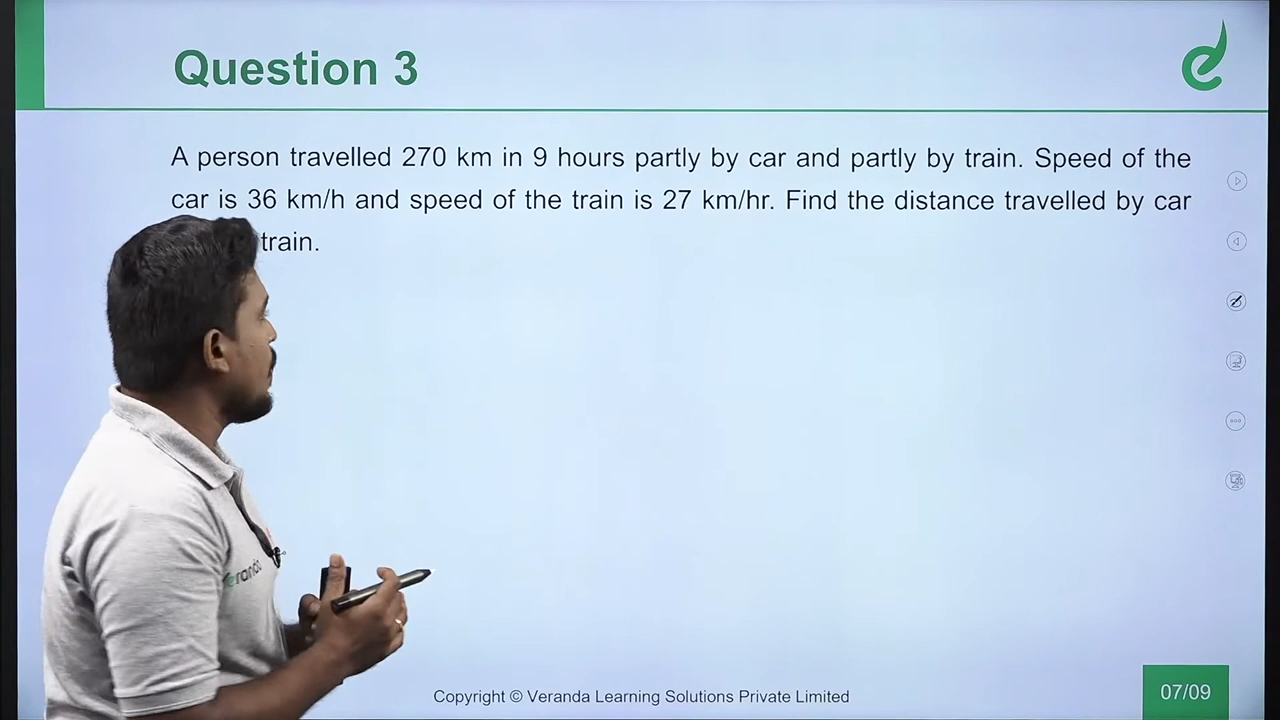 Question 3
A person travelled 270 km in 9 hours partly by car and partly by train. Speed of the
car is 36 km/h and speed of the train is 27 km/hr. Find the distance travelled by car
train.
Copyright © Veranda Learning Solutions Private Limited
07/09